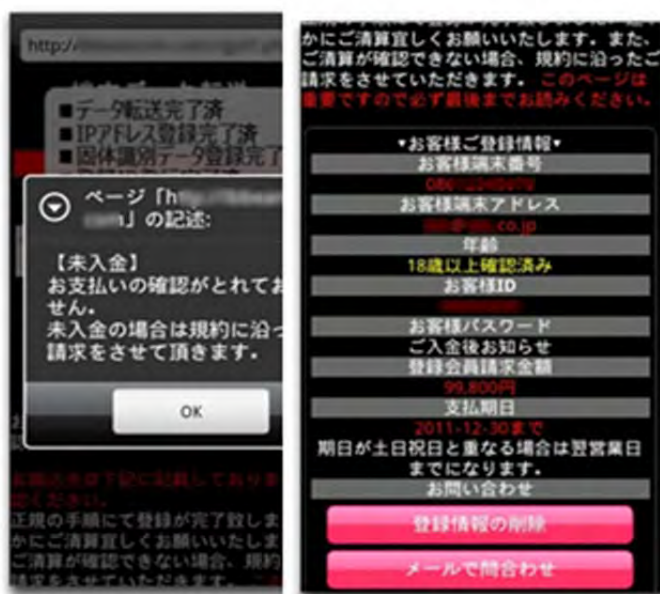 http:/
■データ転送完了済
■IPアドレス登録完了済
■固体識別データ登録完了
ページ「h
」の記述:
【未入金】
お支払いの確認がとれてお
せん。
未入金の場合は規約に沿っ
請求をさせて頂きます。
OK
正規の手順にて登録が完了致しま
かにご清算宜しくお願いいたしま
ご清算が確認できない場合、規約
請求をさせていただきます。
かにご清算宜しくお願いいたします。また、
ご清算が確認できない場合、規約に沿ったご
請求をさせていただきます。このページは
重要ですので必ず最後までお読みください。
▼お客様ご登録情報▼
お客様端末番号
お客様端末アドレス
.co.jp
年齢
18歳以上確認済み
お客様ID
お客様パスワード
ご入金後お知らせ
登録会員請求金額
99,800円
支払期日
2011-12-30まで
期日が土日祝日と重なる場合は翌営業日
までになります。
お問い合わせ
登録情報の削除
メールで問合わせ